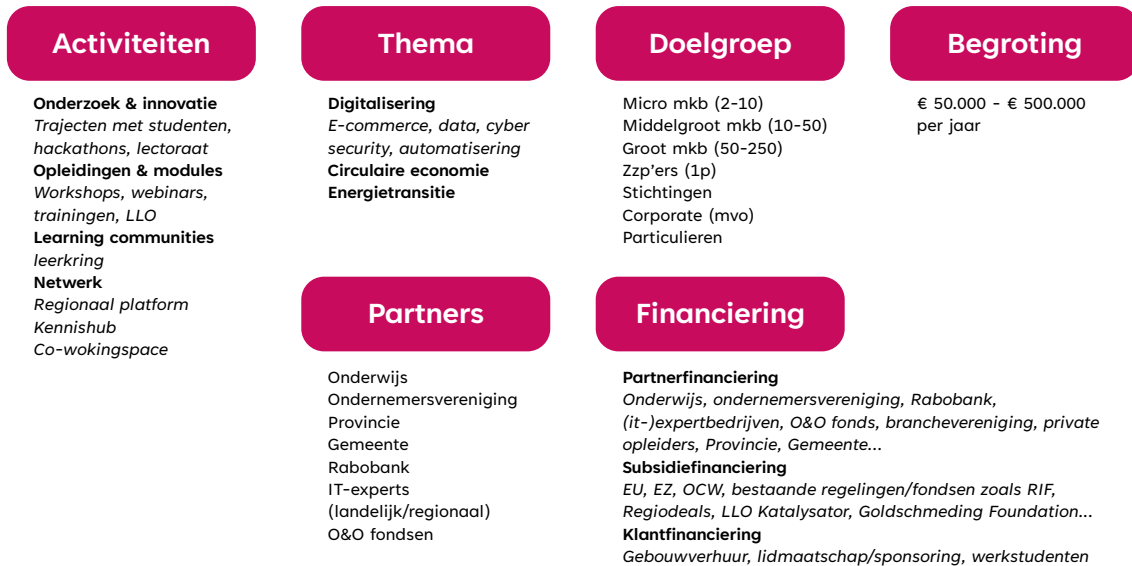 Activiteiten
Onderzoek & innovatie
Trajecten met studenten,
hackathons, lectoraat
Opleidingen & modules
Workshops, webinars,
trainingen, LLO
Learning communities
leerkring
Netwerk
Regionaal platform
Kennishub
Co-wokingspace
Thema
Digitalisering
E-commerce, data, cyber
security, automatisering
Circulaire economie
Energietransitie
Doelgroep
Micro mkb (2-10)
Middelgroot mkb (10-50)
Groot mkb (50-250)
Zzp'ers (1p)
Stichtingen
Corporate (mvo)
Particulieren
Begroting
€ 50.000 - € 500.000
per jaar
Partners
Onderwijs
Ondernemersvereniging
Provincie
Gemeente
Rabobank
IT-experts
(landelijk/regionaal)
O&O fondsen
Financiering
Partnerfinanciering
Onderwijs, ondernemersvereniging, Rabobank,
(it-)expertbedrijven, O&O fonds, branchevereniging, private
opleiders, Provincie, Gemeente...
Subsidiefinanciering
EU, EZ, OCW, bestaande regelingen/fondsen zoals RIF,
Regiodeals, LLO Katalysator, Goldschmeding Foundation...
Klantfinanciering
Gebouwverhuur, lidmaatschap/sponsoring, werkstudenten